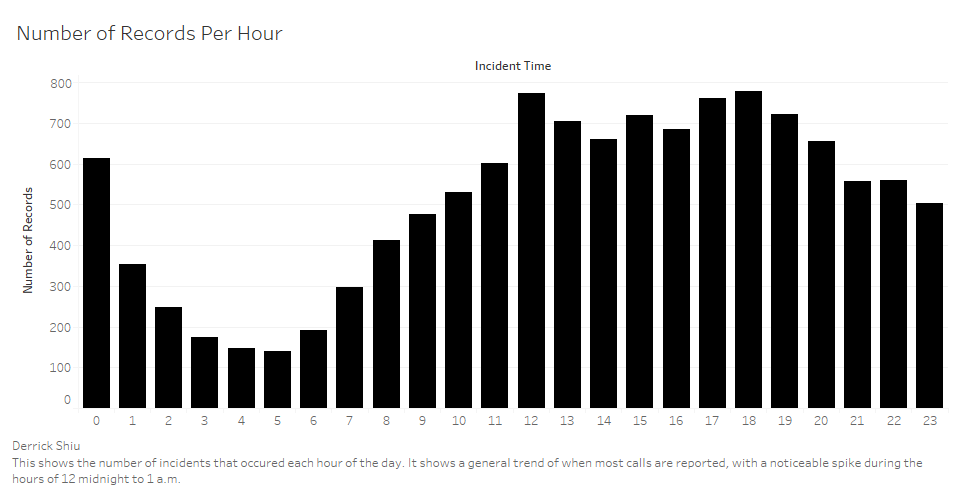 Number of Records Per Hour
Incident Time
Number of Records
800
700
600
500
400
300
200
100
0
0 1 2 3 4 5 6 7 8 9 10 11 12 13 14 15 16 17 18 19 20 21 22 23
Derrick Shiu
This shows the number of incidents that occured each hour of the day. It shows a general trend of when most calls are reported, with a noticeable spike during the
hours of 12 midnight to 1 a.m.